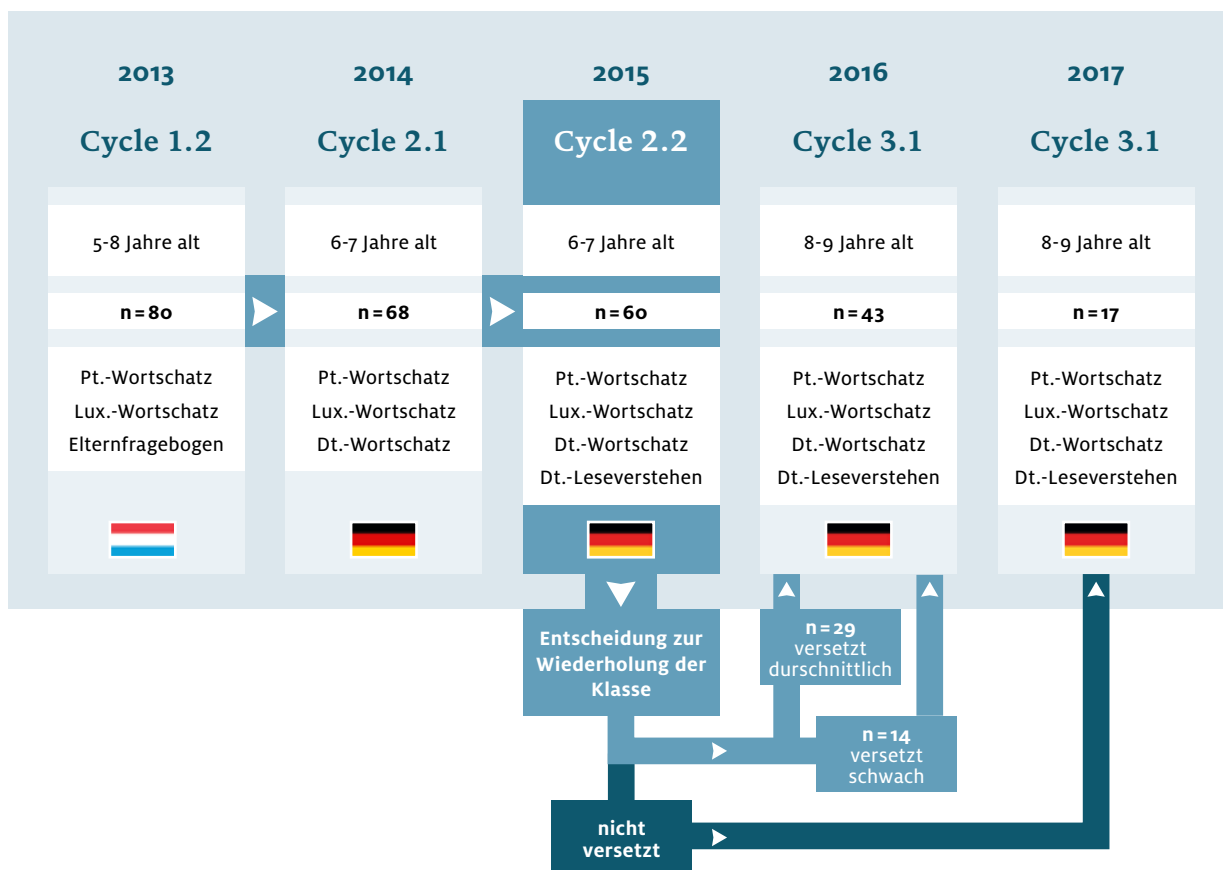 2013
2014
2015
2016
2017
Cycle 1.2
Cycle 2.1
Cycle 2.2
Cycle 3.1
Cycle 3.1
5-8 Jahre alt
6-7 Jahre alt
6-7 Jahre alt
8-9 Jahre alt
8-9 Jahre alt
n = 80
n = 68
n = 60
n = 43
n = 17
Pt.-Wortschatz
Lux.-Wortschatz
Elternfragebogen
Pt.-Wortschatz
Lux.-Wortschatz
Dt.-Wortschatz
Pt.-Wortschatz
Lux.-Wortschatz
Dt.-Wortschatz
Dt.-Leseverstehen
Pt.-Wortschatz
Lux.-Wortschatz
Dt.-Wortschatz
Dt.-Leseverstehen
Pt.-Wortschatz
Lux.-Wortschatz
Dt.-Wortschatz
Dt.-Leseverstehen
Entscheidung zur
Wiederholung der
Klasse
n = 29
versetzt
durschnittlich
n = 14
versetzt
schwach
nicht
versetzt